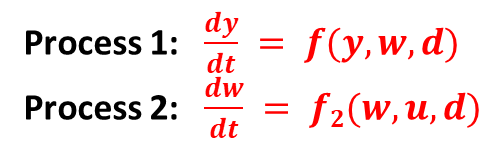 Process 1: dy/dt = f(y,w,d)
Process 2: dw/dt = f₂(w,u,d)